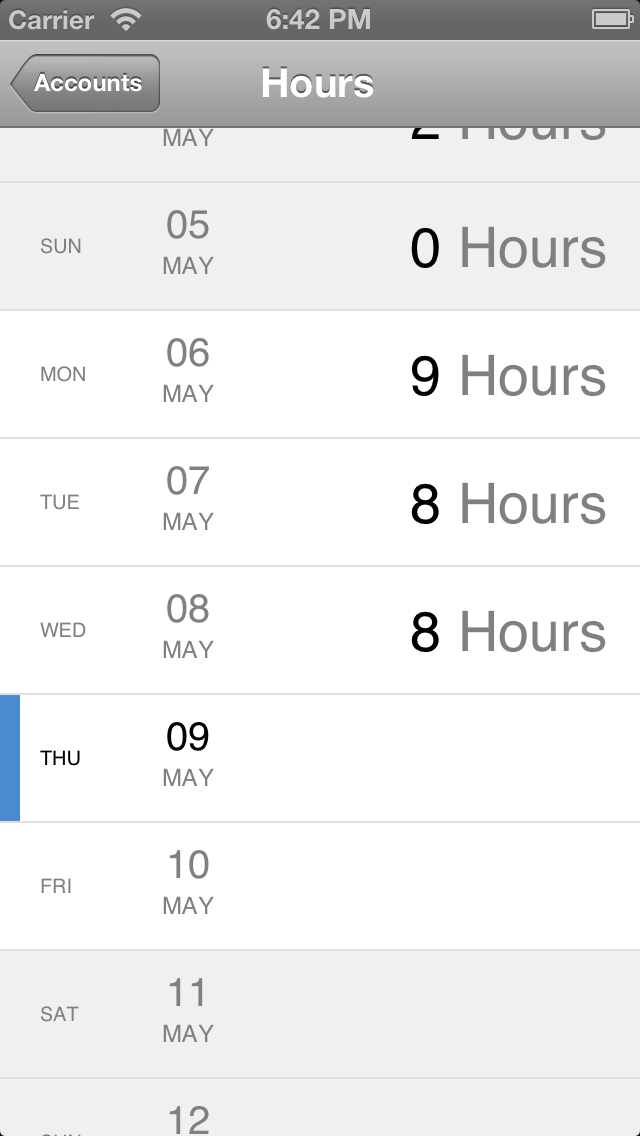 Carrier 6:42 PM
Accounts Hours
MAY 2 Hours
SUN 05 MAY 0 Hours
MON 06 MAY 9 Hours
TUE 07 MAY 8 Hours
WED 08 MAY 8 Hours
THU 09 MAY
FRI 10 MAY
SAT 11 MAY
SUN 12